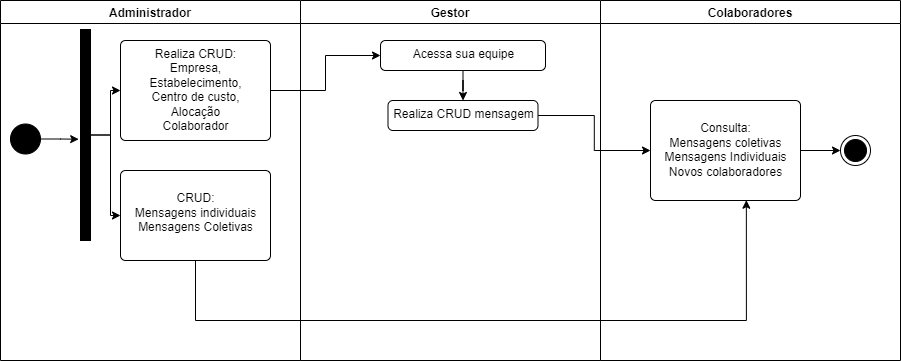 Administrador
Gestor
Colaboradores
Realiza CRUD:
Empresa,
Estabelecimento,
Centro de custo,
Alocação
Colaborador
CRUD:
Mensagens individuais
Mensagens Coletivas
Acessa sua equipe
Realiza CRUD mensagem
Consulta:
Mensagens coletivas
Mensagens Individuais
Novos colaboradores